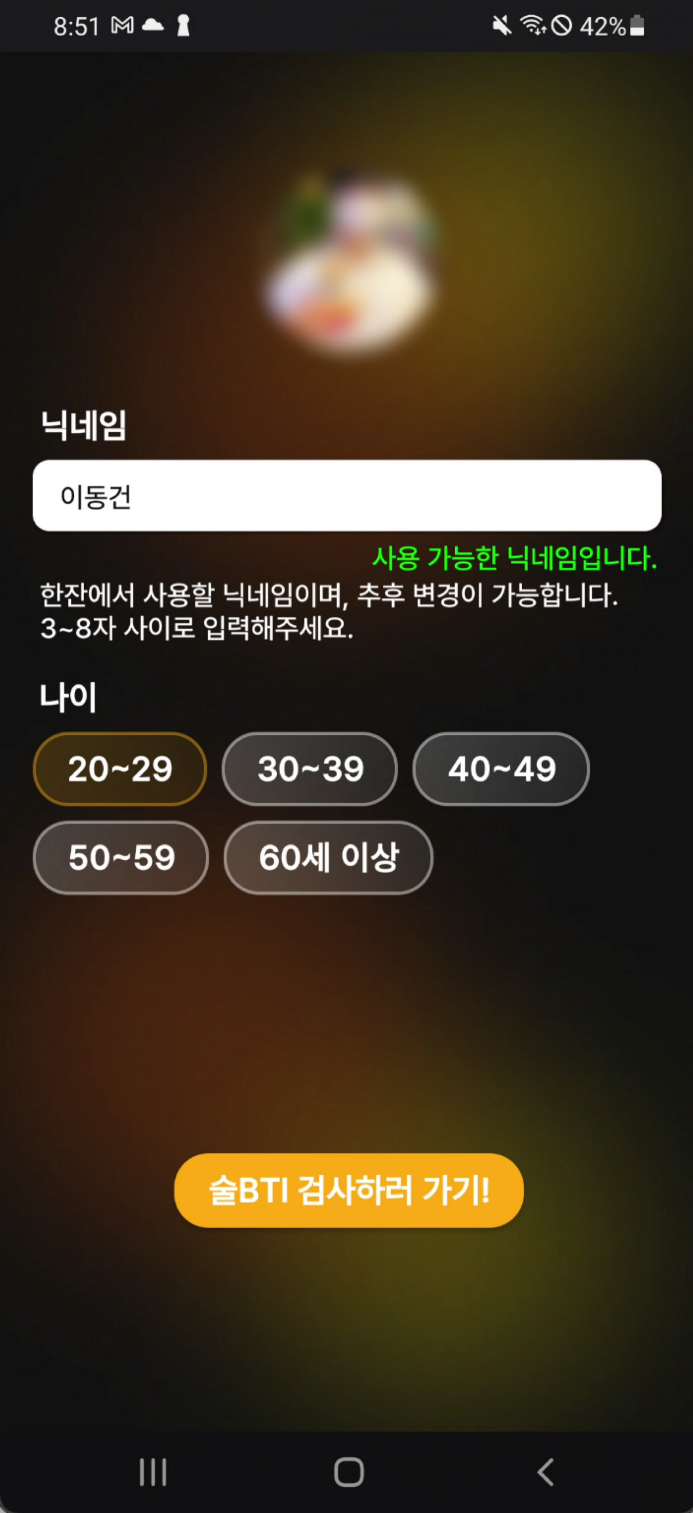 8:51 42%
닉네임
이동건
사용 가능한 닉네임입니다.
한잔에서 사용할 닉네임이며, 추후 변경이 가능합니다.
3~8자 사이로 입력해주세요.
나이
20~29 30~39 40~49
50~59 60세 이상
술BTI 검사하러 가기!